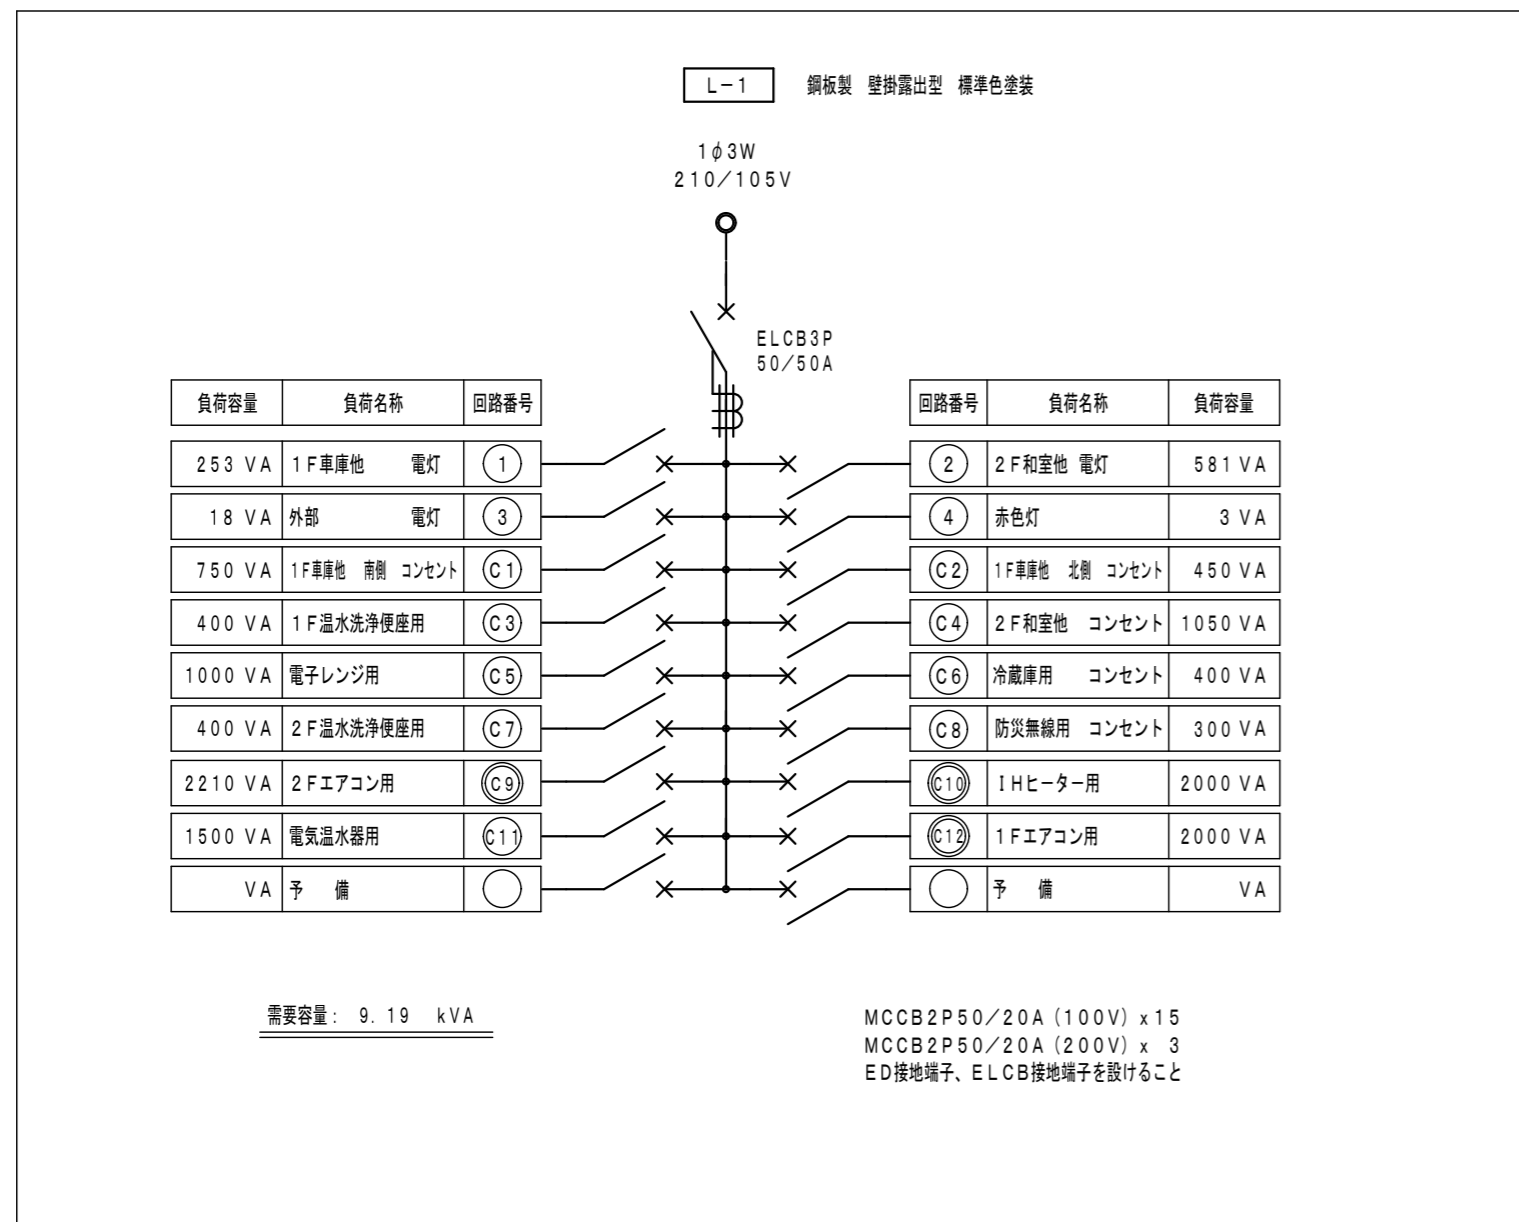 L-1 鋼板製 壁掛露出型 標準色塗装
1φ3W
210/105V
ELCB3P
50/50A
負荷容量 負荷名称 回路番号 回路番号 負荷名称 負荷容量
253 VA 1F車庫他 電灯 1 2 2F和室他 電灯 581 VA
18 VA 外部 電灯 3 4 赤色灯 3 VA
750 VA 1F車庫他 南側 コンセント C1 C2 1F車庫他 北側 コンセント 450 VA
400 VA 1F温水洗浄便座用 C3 C4 2F和室他 コンセント 1050 VA
1000 VA 電子レンジ用 C5 C6 冷蔵庫用 コンセント 400 VA
400 VA 2F温水洗浄便座用 C7 C8 防災無線用 コンセント 300 VA
2210 VA 2Fエアコン用 C9 C10 IHヒーター用 2000 VA
1500 VA 電気温水器用 C11 C12 1Fエアコン用 2000 VA
VA 予 備 予 備 VA
需要容量: 9.19 kVA
MCCB2P50/20A(100V)x15
MCCB2P50/20A(200V)x 3
ED接地端子、ELCB接地端子を設けること